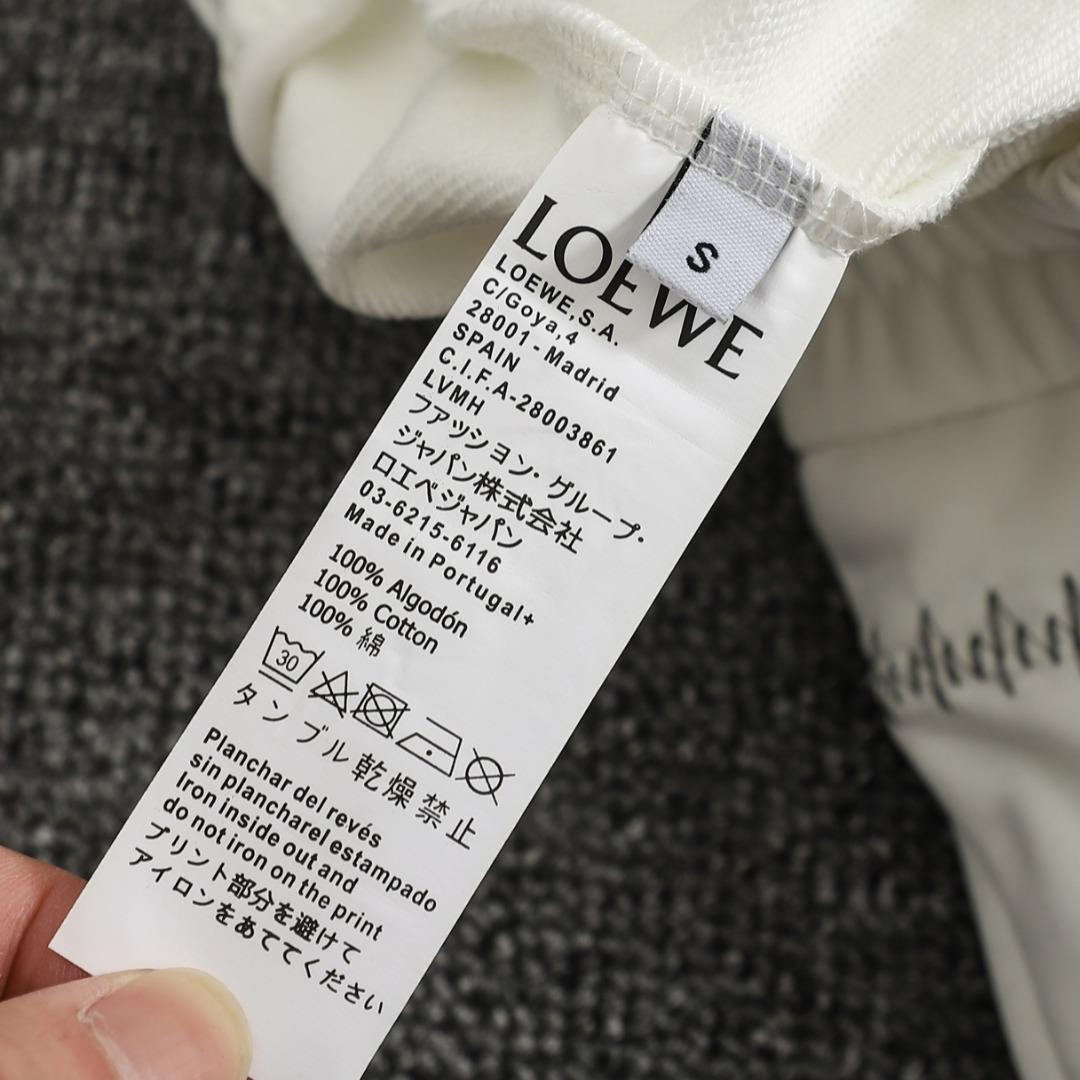 S
LOEWE
LOEWE,S.A.
C/Goya,4
28001 - Madrid
SPAIN
C.I.F.A-28003861
LVMH
ファッション・グループ・
ジャパン株式会社
ロエベジャパン
03-6215-6116
Made in Portugal+
100% Algodón
100% Cotton
100% 綿
30
タンブル乾燥禁止
Planchar del revés
sin plancharel estampado
Iron inside out and
do not iron on the print
プリント部分を避けて
アイロンをあててください